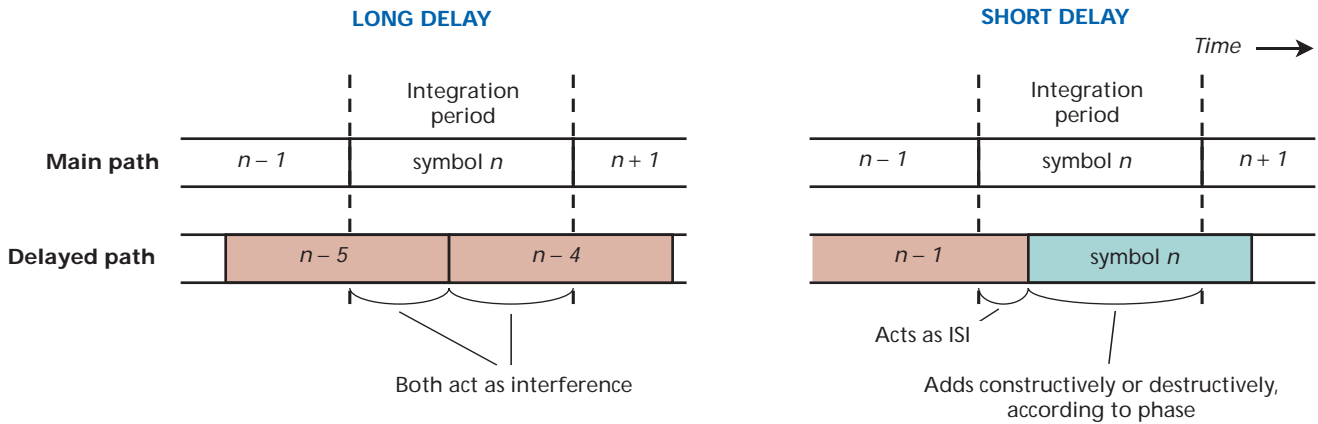 LONG DELAY
SHORT DELAY
Time
Integration
period
Integration
period
Main path
n – 1
symbol n
n + 1
n – 1
symbol n
n + 1
Delayed path
n – 5
n – 4
n – 1
symbol n
Acts as ISI
Both act as interference
Adds constructively or destructively,
according to phase